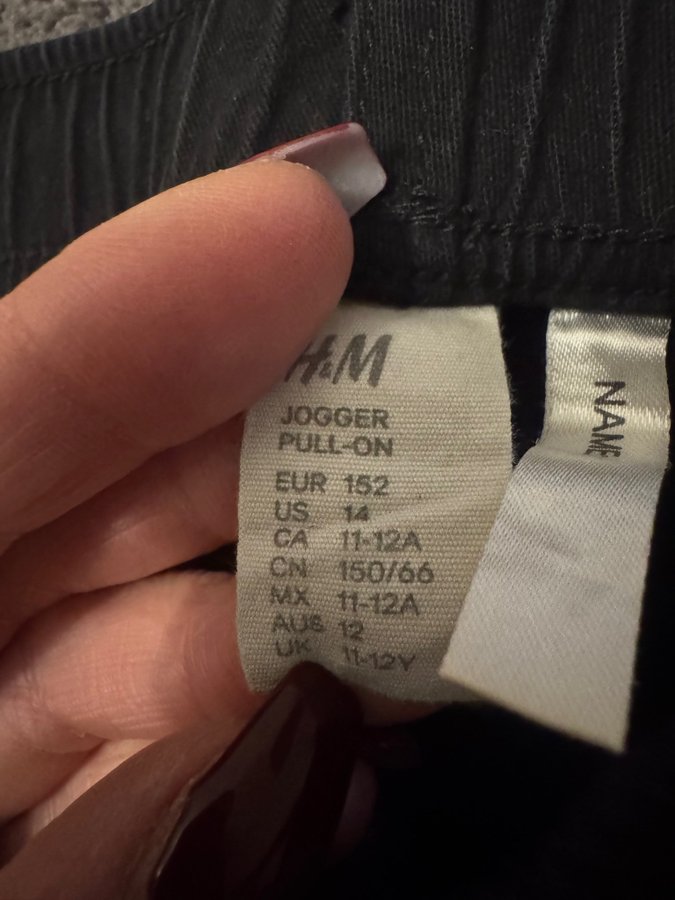 H&M
JOGGER
PULL-ON
EUR 152
US 14
CA 11-12A
CN 150/66
MX 11-12A
AUS 12
UK 11-12Y
NAME